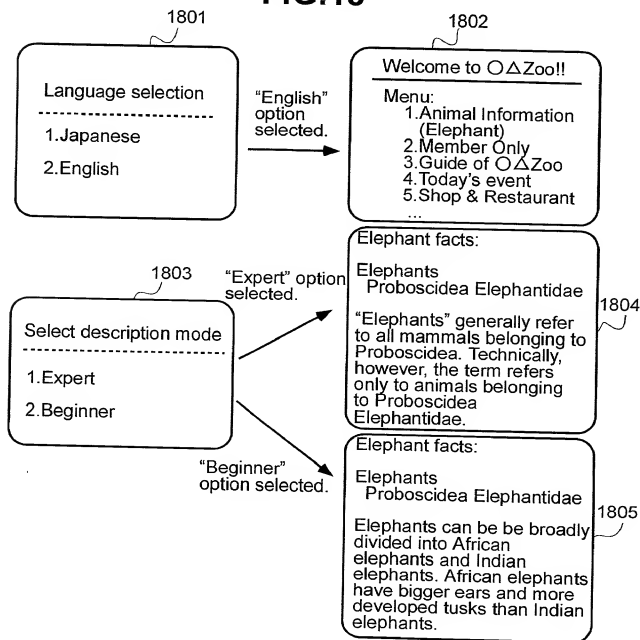 1801
Language selection
1.Japanese
2.English
"English"
option
selected.
1802
Welcome to ○△Zoo!!
Menu:
1.Animal Information
(Elephant)
2.Member Only
3.Guide of ○△Zoo
4.Today's event
5.Shop & Restaurant
...
1803
Select description mode
1.Expert
2.Beginner
"Expert" option
selected.
1804
Elephant facts:
Elephants
Proboscidea Elephantidae
"Elephants" generally refer
to all mammals belonging to
Proboscidea. Technically,
however, the term refers
only to animals belonging
to Proboscidea
Elephantidae.
"Beginner"
option selected.
1805
Elephant facts:
Elephants
Proboscidea Elephantidae
Elephants can be be broadly
divided into African
elephants and Indian
elephants. African elephants
have bigger ears and more
developed tusks than Indian
elephants.